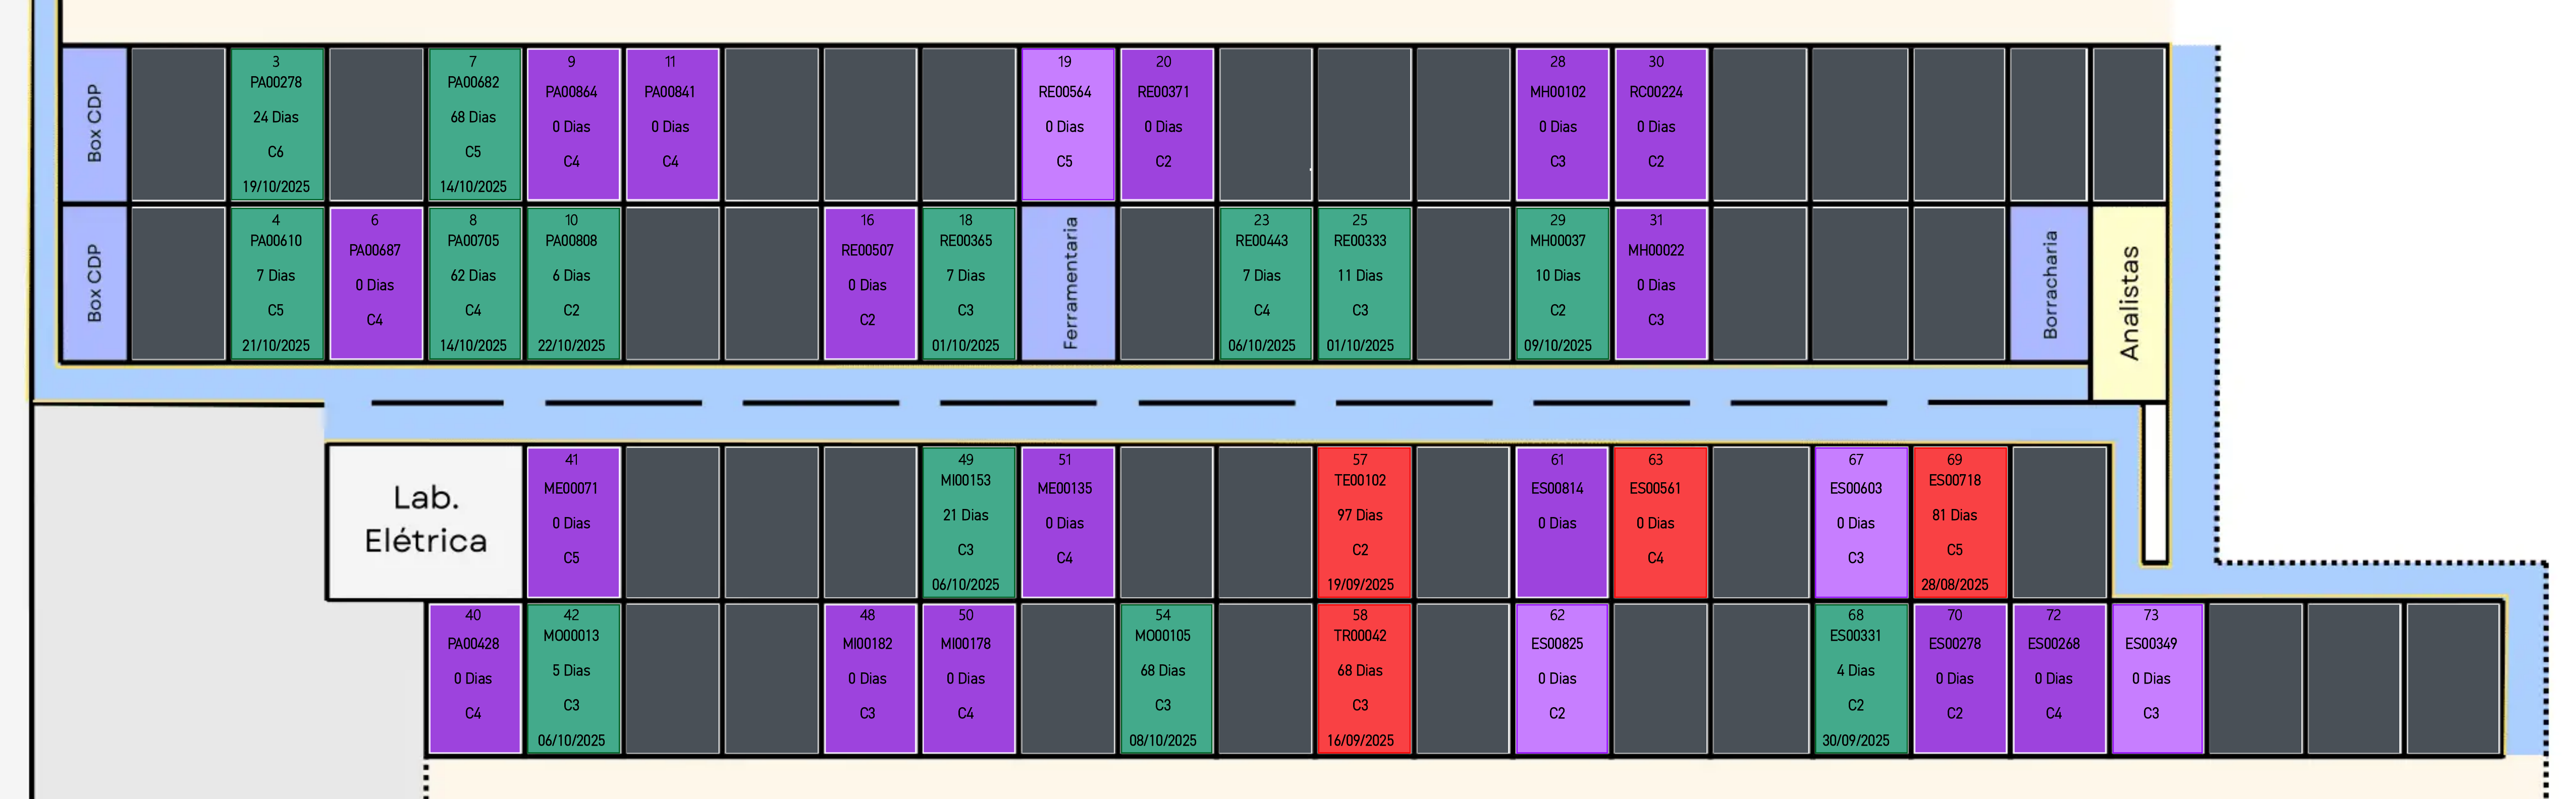 Box CDP
3
PA00278
24 Dias
C6
19/10/2025
7
PA00682
68 Dias
C5
14/10/2025
9
PA00864
0 Dias
C4
11
PA00841
0 Dias
C4
19
RE00564
0 Dias
C5
20
RE00371
0 Dias
C2
28
MH00102
0 Dias
C3
30
RC00224
0 Dias
C2
Box CDP
4
PA00610
7 Dias
C5
21/10/2025
6
PA00687
0 Dias
C4
8
PA00705
62 Dias
C4
14/10/2025
10
PA00808
6 Dias
C2
22/10/2025
16
RE00507
0 Dias
C2
18
RE00365
7 Dias
C3
01/10/2025
Ferramentaria
23
RE00443
7 Dias
C4
06/10/2025
25
RE00333
11 Dias
C3
01/10/2025
29
MH00037
10 Dias
C2
09/10/2025
31
MH00022
0 Dias
C3
Borracharia
Analistas
Lab.
Elétrica
41
ME00071
0 Dias
C5
49
MI00153
21 Dias
C3
06/10/2025
51
ME00135
0 Dias
C4
57
TE00102
97 Dias
C2
19/09/2025
61
ES00814
0 Dias
63
ES00561
0 Dias
C4
67
ES00603
0 Dias
C3
69
ES00718
81 Dias
C5
28/08/2025
40
PA00428
0 Dias
C4
42
MO00013
5 Dias
C3
06/10/2025
48
MI00182
0 Dias
C3
50
MI00178
0 Dias
C4
54
MO00105
68 Dias
C3
08/10/2025
58
TR00042
68 Dias
C3
16/09/2025
62
ES00825
0 Dias
C2
68
ES00331
4 Dias
C2
30/09/2025
70
ES00278
0 Dias
C2
72
ES00268
0 Dias
C4
73
ES00349
0 Dias
C3